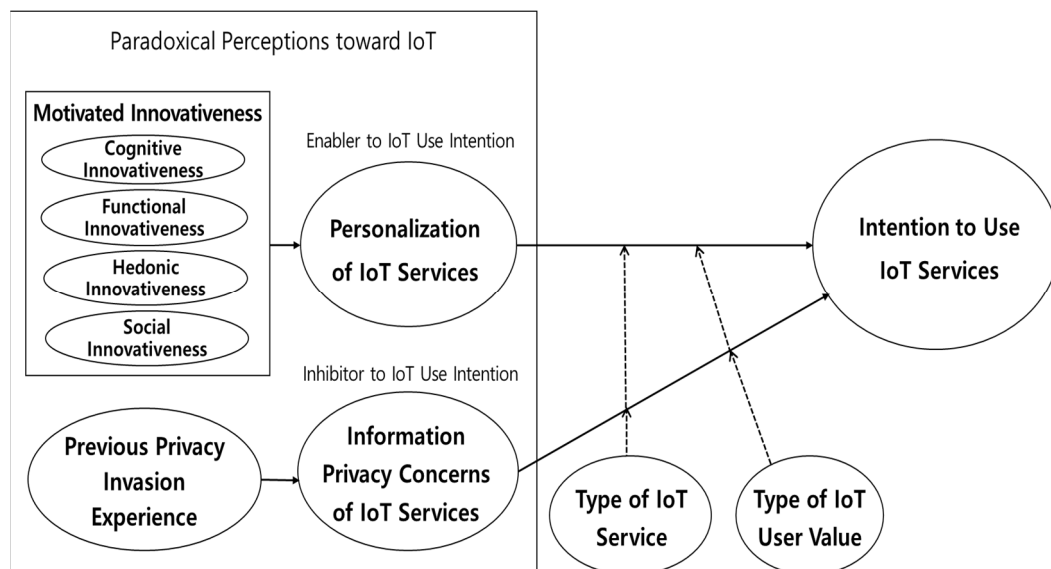 Paradoxical Perceptions toward IoT
Motivated Innovativeness
Cognitive
Innovativeness
Functional
Innovativeness
Hedonic
Innovativeness
Social
Innovativeness
Enabler to IoT Use Intention
Personalization
of IoT Services
Intention to Use
IoT Services
Inhibitor to IoT Use Intention
Previous Privacy
Invasion
Experience
Information
Privacy Concerns
of IoT Services
Type of IoT
Service
Type of IoT
User Value